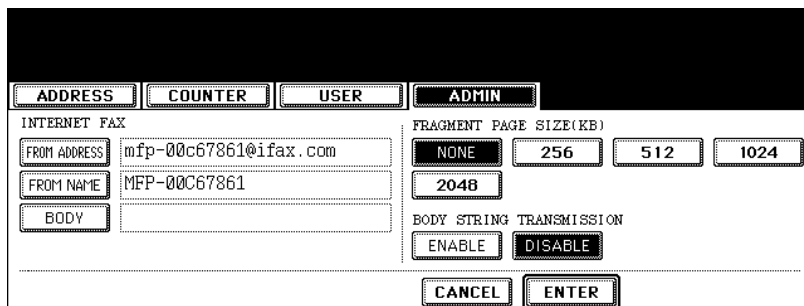 ADDRESS COUNTER USER ADMIN
INTERNET FAX
FROM ADDRESS mfp-00c67861@ifax.com
FROM NAME MFP-00C67861
BODY
FRAGMENT PAGE SIZE(KB)
NONE 256 512 1024
2048
BODY STRING TRANSMISSION
ENABLE DISABLE
CANCEL ENTER